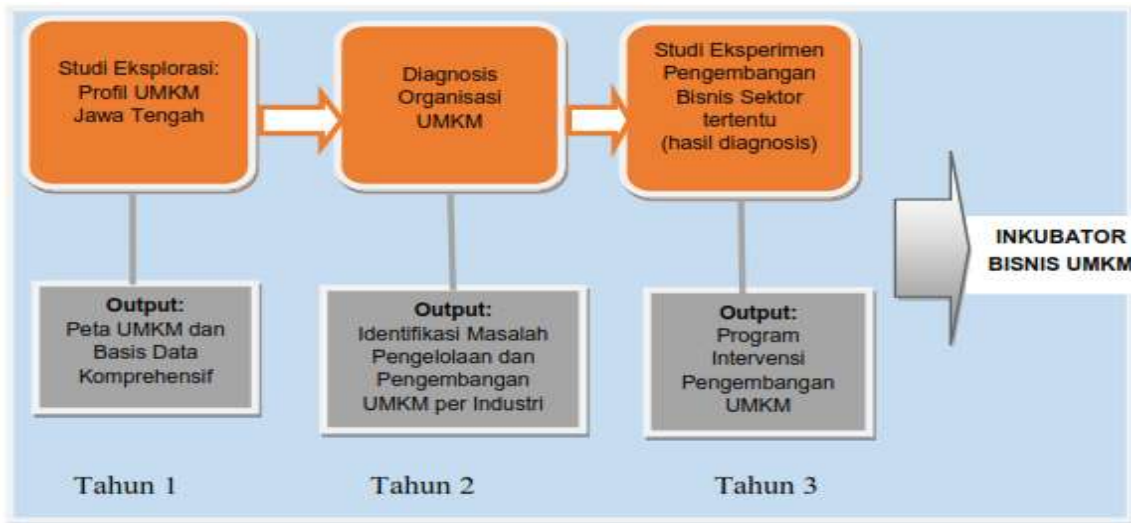 Studi Eksplorasi:
Profil UMKM
Jawa Tengah
Diagnosis
Organisasi
UMKM
Studi Eksperimen
Pengembangan
Bisnis Sektor
tertentu
(hasil diagnosis)
INKUBATOR
BISNIS UMKM
Output:
Peta UMKM dan
Basis Data
Komprehensif
Output:
Identifikasi Masalah
Pengelolaan dan
Pengembangan
UMKM per Industri
Output:
Program
Intervensi
Pengembangan
UMKM
Tahun 1
Tahun 2
Tahun 3